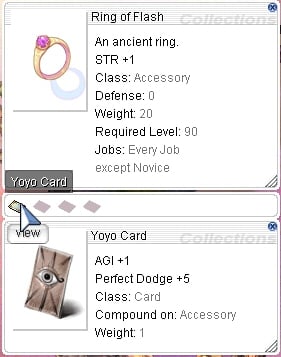 Ring of Flash
Collections
An ancient ring.
STR +1
Class: Accessory
Defense: 0
Weight: 20
Required Level: 90
Jobs: Every Job
except Novice
Yoyo Card
view
Yoyo Card
Collections
AGI +1
Perfect Dodge +5
Class: Card
Compound on: Accessory
Weight: 1